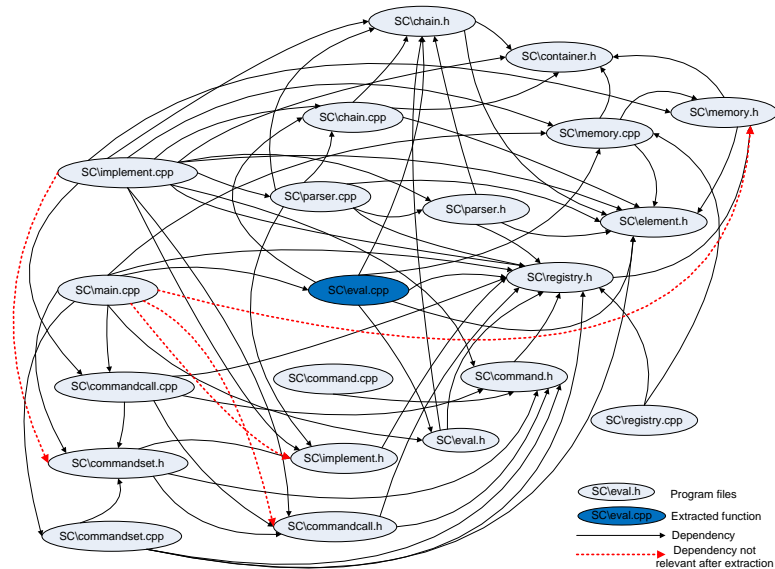 SC\chain.h
SC\container.h
SC\chain.cpp
SC\memory.cpp
SC\memory.h
SC\implement.cpp
SC\parser.cpp
SC\parser.h
SC\element.h
SC\main.cpp
SC\eval.cpp
SC\registry.h
SC\commandcall.cpp
SC\command.cpp
SC\command.h
SC\registry.cpp
SC\eval.h
SC\commandset.h
SC\implement.h
SC\commandset.cpp
SC\commandcall.h
SC\eval.h Program files
SC\eval.cpp Extracted function
Dependency
Dependency not
relevant after extraction